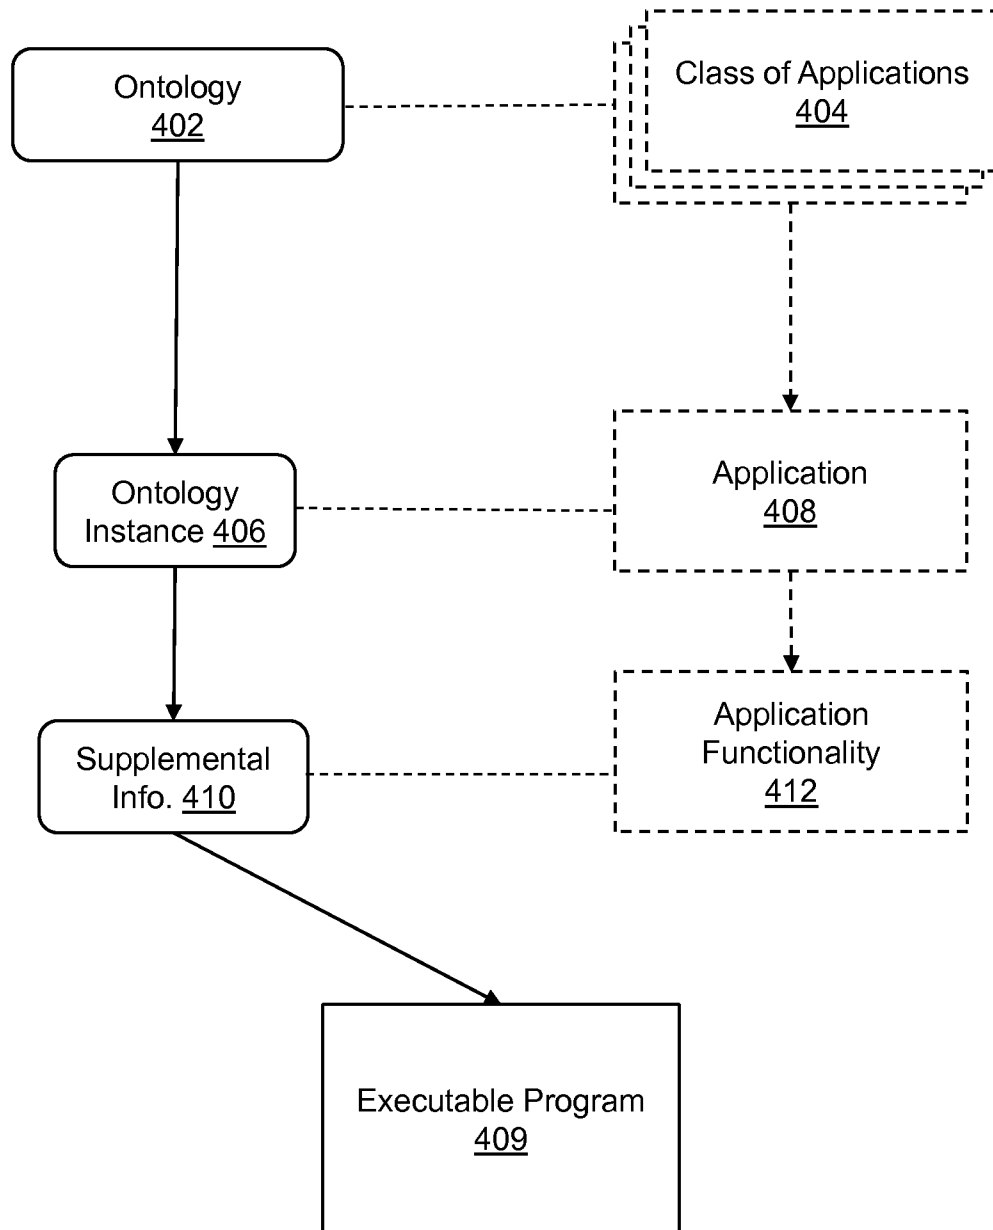 Ontology
402
Class of Applications
404
Ontology
Instance 406
Application
408
Supplemental
Info. 410
Application
Functionality
412
Executable Program
409